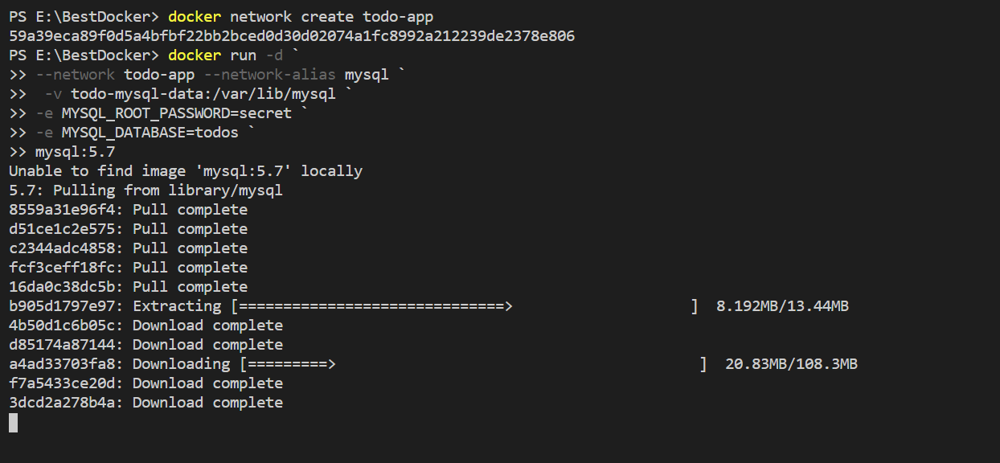 PS E:\BestDocker> docker network create todo-app
59a39eca89f0d5a4bfbf22bb2bced0d30d02074a1fc8992a212239de2378e806
PS E:\BestDocker> docker run -d `
>> --network todo-app --network-alias mysql `
>>  -v todo-mysql-data:/var/lib/mysql `
>> -e MYSQL_ROOT_PASSWORD=secret `
>> -e MYSQL_DATABASE=todos `
>> mysql:5.7
Unable to find image 'mysql:5.7' locally
5.7: Pulling from library/mysql
8559a31e96f4: Pull complete
d51ce1c2e575: Pull complete
c2344adc4858: Pull complete
fcf3ceff18fc: Pull complete
16da0c38dc5b: Pull complete
b905d1797e97: Extracting [==============================>                    ]  8.192MB/13.44MB
4b50d1c6b05c: Download complete
d85174a87144: Download complete
a4ad33703fa8: Downloading [=========>                                         ]  20.83MB/108.3MB
f7a5433ce20d: Download complete
3dcd2a278b4a: Download complete